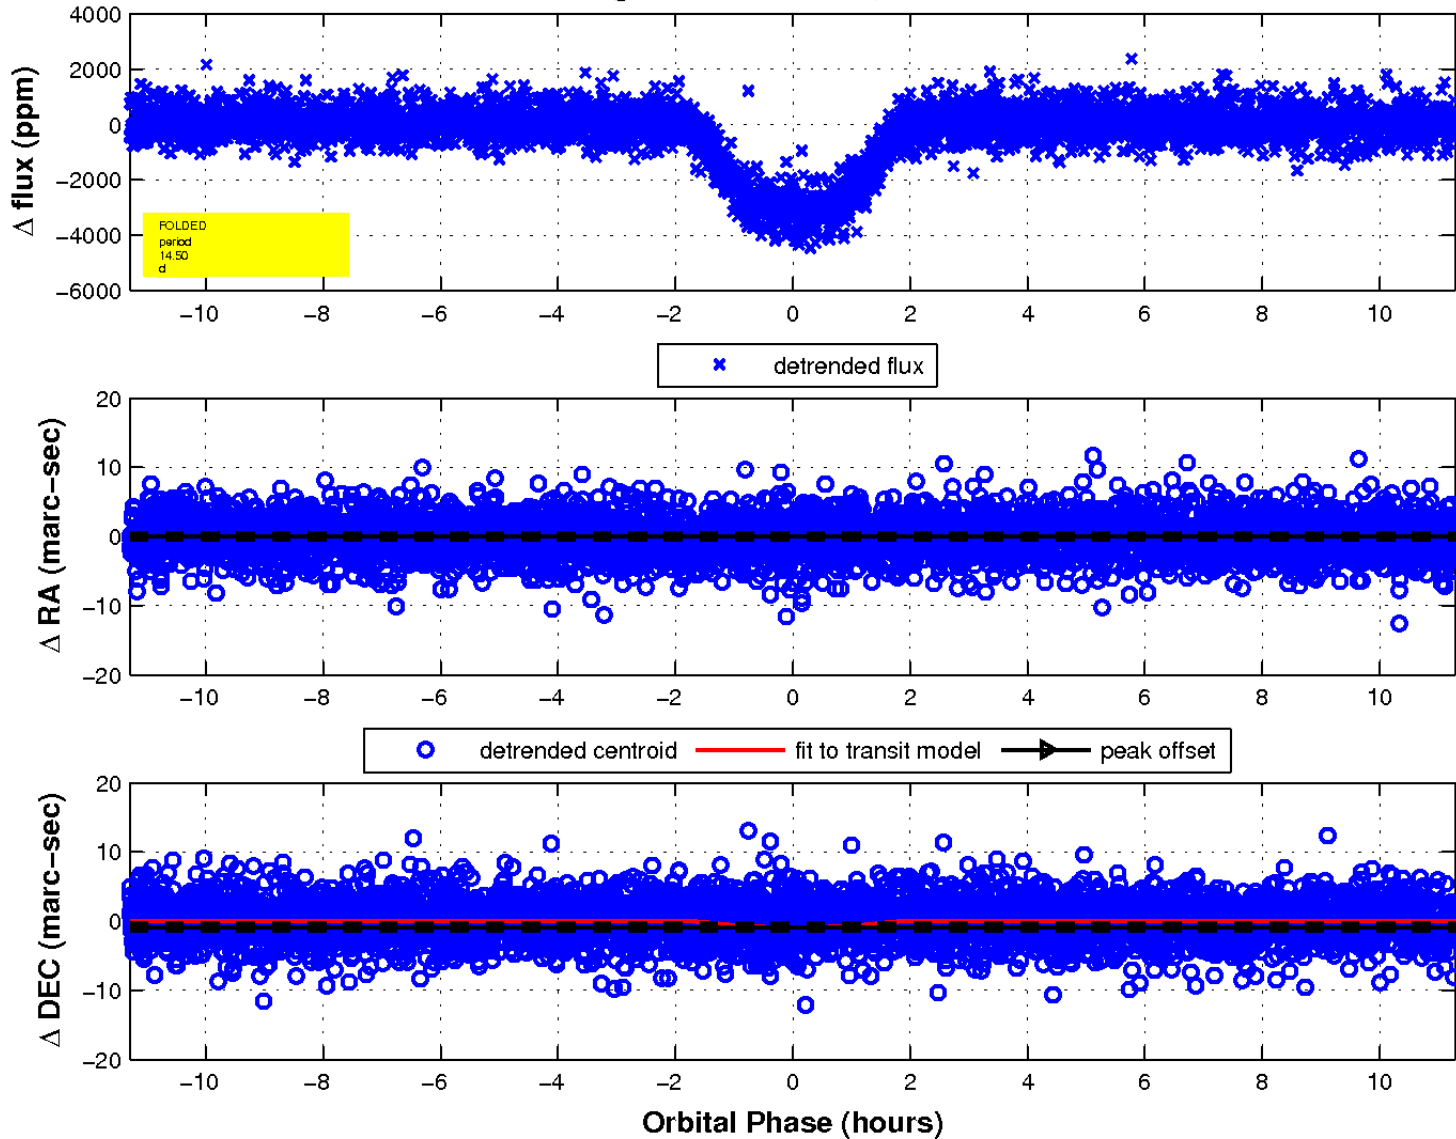 4000
2000
0
−2000
−4000
−6000
Δ flux (ppm)
FOLDED
period
14.50
d
−10 −8 −6 −4 −2 0 2 4 6 8 10
detrended flux
20
10
0
−10
−20
Δ RA (marc−sec)
−10 −8 −6 −4 −2 0 2 4 6 8 10
detrended centroid fit to transit model peak offset
20
10
0
−10
−20
Δ DEC (marc−sec)
−10 −8 −6 −4 −2 0 2 4 6 8 10
Orbital Phase (hours)